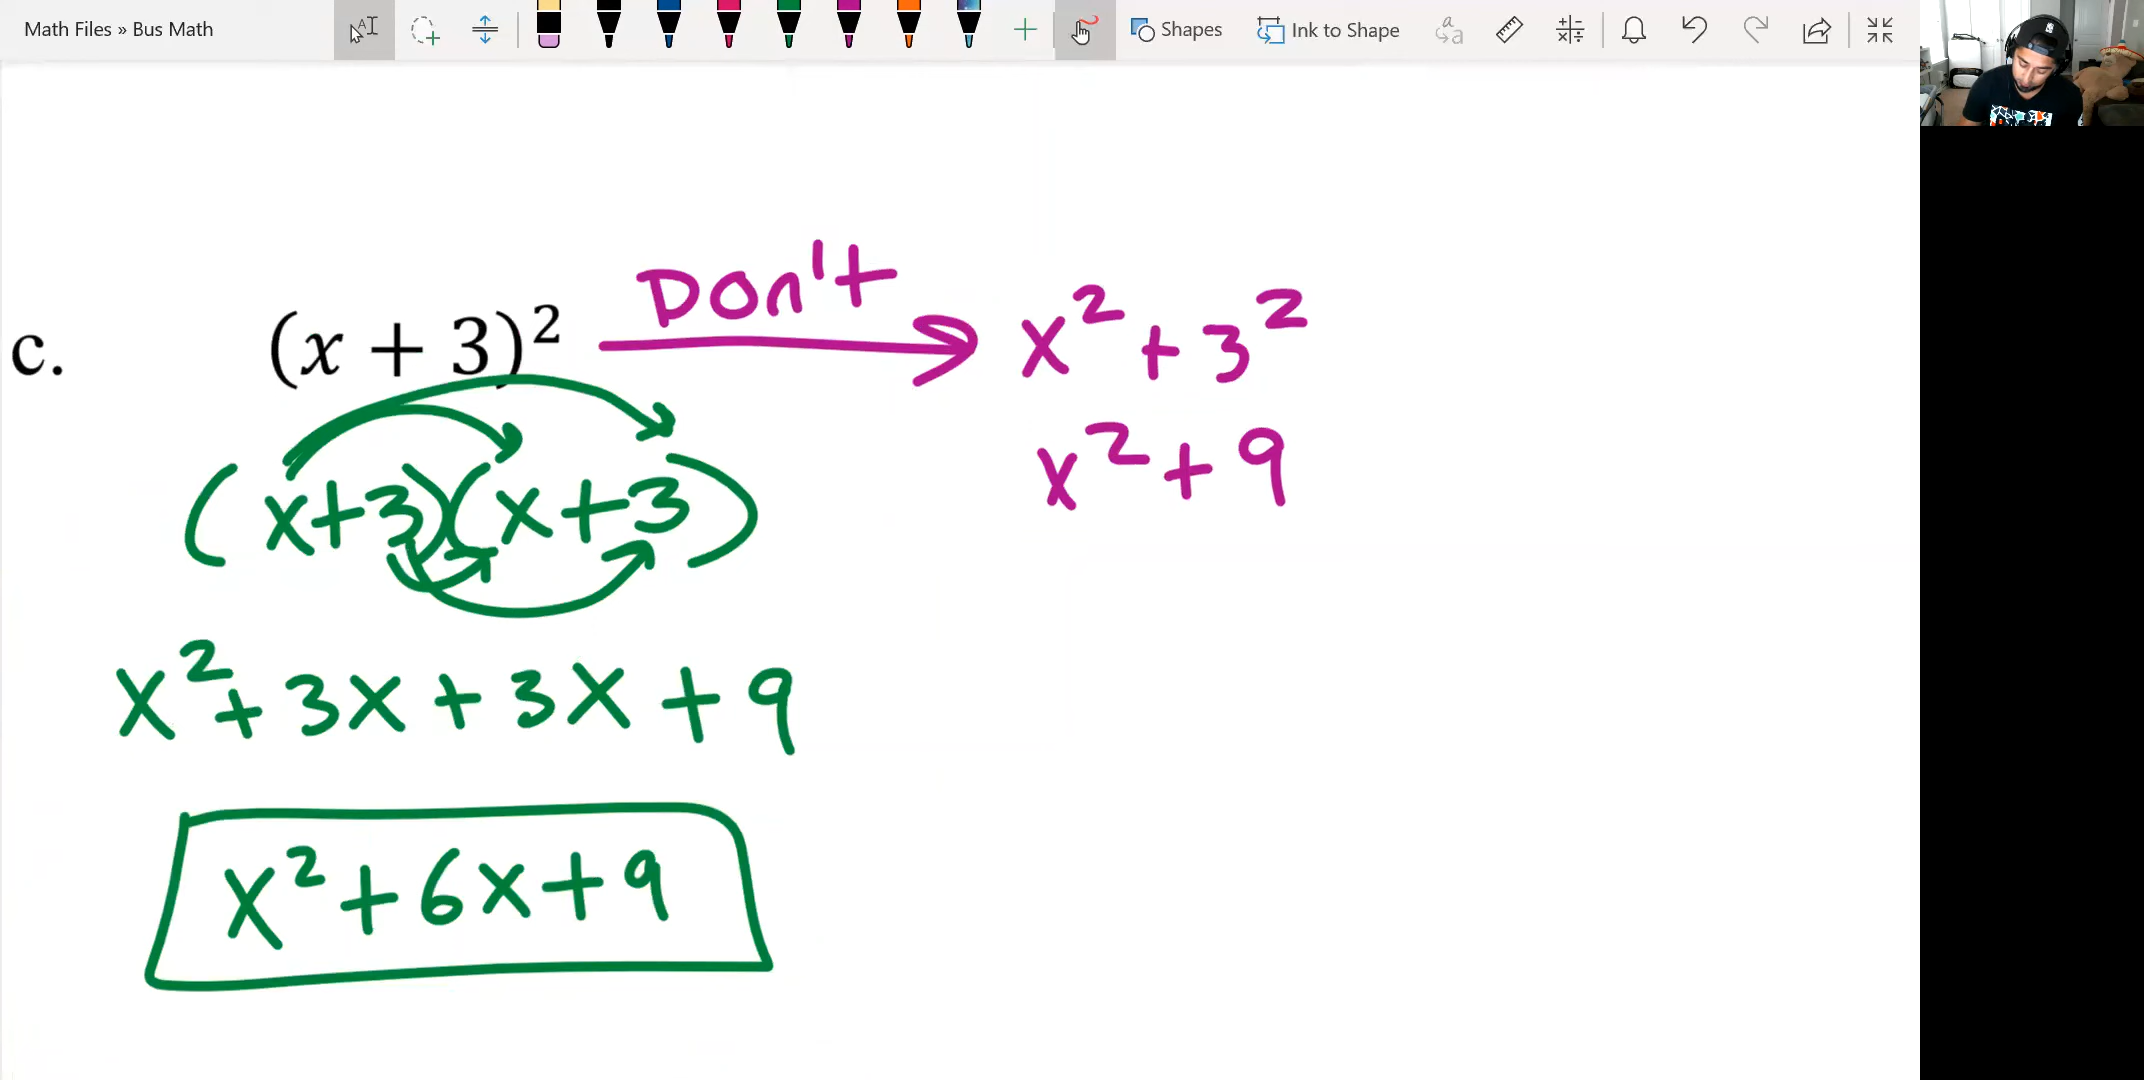 Math Files » Bus Math
Shapes
Ink to Shape
c. (x + 3)² Don't x² + 3²
x² + 9
(x+3)(x+3)
x² + 3x + 3x + 9
x² + 6x + 9